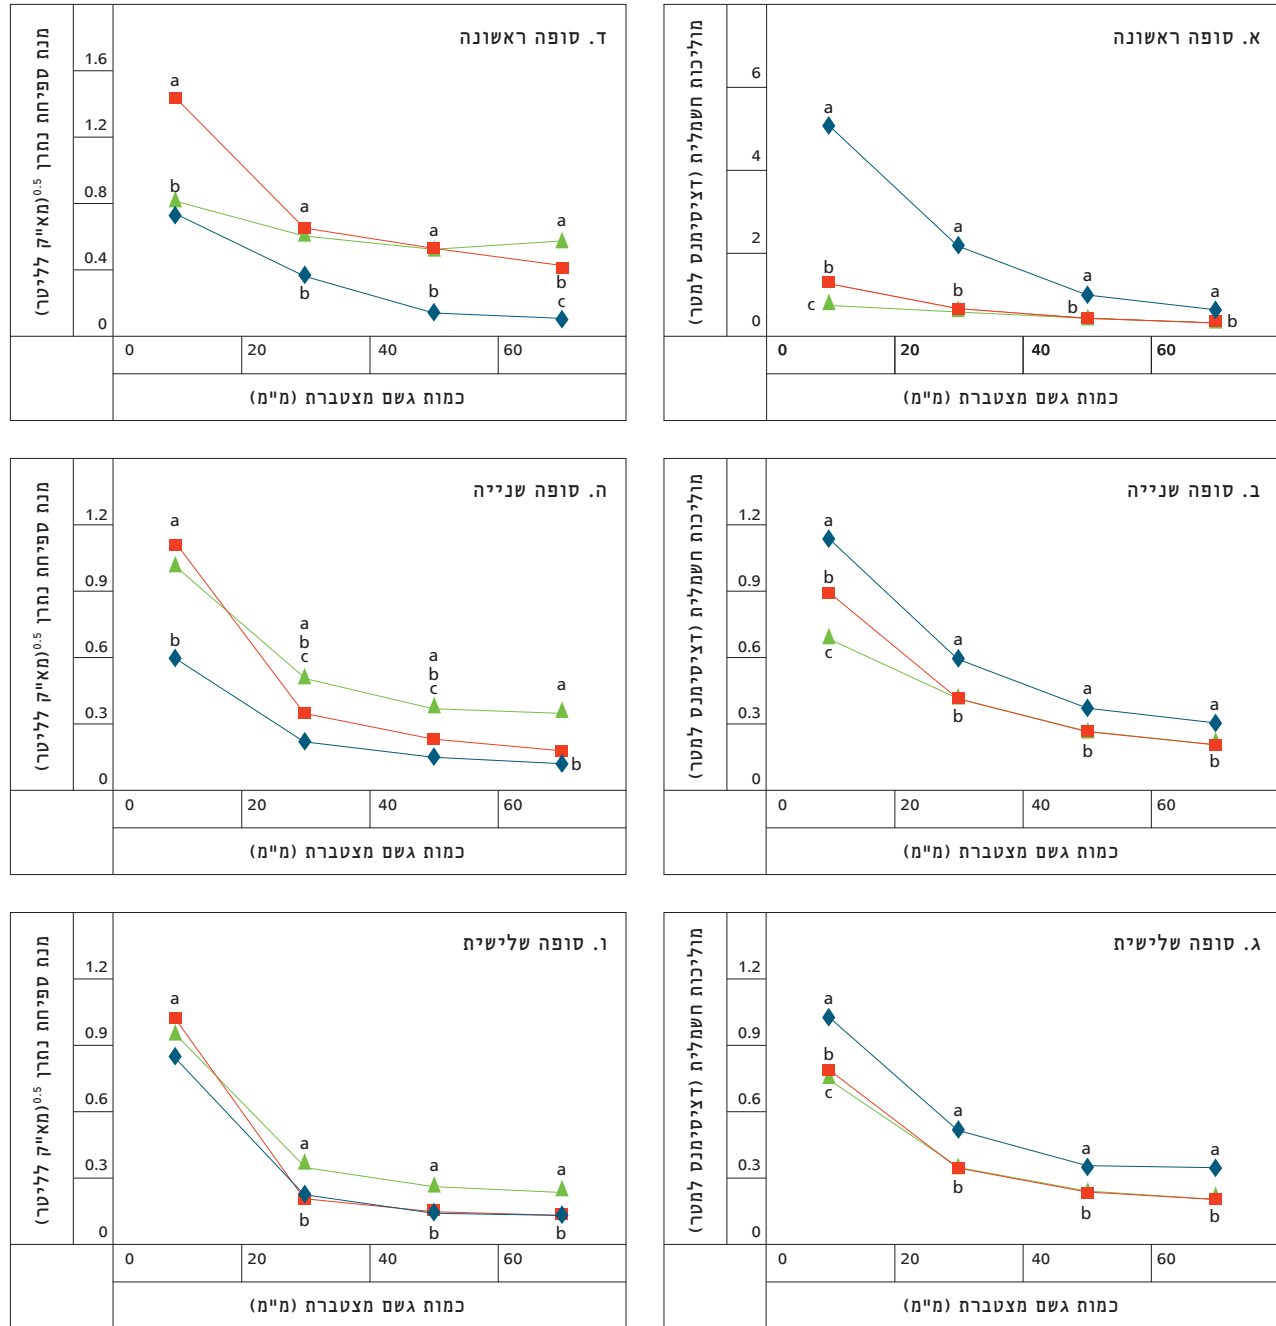 א. סופה ראשונה
מוליכות חשמלית (דציסימנס למטר)
6
4
2
0
a
a
a
a
b
b
b
b
c
0
20
40
60
כמות גשם מצטברת (מ"מ)
ד. סופה ראשונה
מנת ספיחת נתרן (מא"ק לליטר)0.5
1.6
1.2
0.8
0.4
0
a
a
a
a
b
b
b
b
c
0
20
40
60
כמות גשם מצטברת (מ"מ)
ב. סופה שנייה
מוליכות חשמלית (דציסימנס למטר)
1.2
0.9
0.6
0.3
0
a
b
c
a
b
a
b
a
b
0
20
40
60
כמות גשם מצטברת (מ"מ)
ה. סופה שנייה
מנת ספיחת נתרן (מא"ק לליטר)0.5
1.2
0.9
0.6
0.3
0
a
b
a
b
c
a
b
c
a
b
0
20
40
60
כמות גשם מצטברת (מ"מ)
ג. סופה שלישית
מוליכות חשמלית (דציסימנס למטר)
1.2
0.9
0.6
0.3
0
a
b
c
a
b
a
b
a
b
0
20
40
60
כמות גשם מצטברת (מ"מ)
ו. סופה שלישית
מנת ספיחת נתרן (מא"ק לליטר)0.5
1.2
0.9
0.6
0.3
0
a
a
b
a
b
a
b
0
20
40
60
כמות גשם מצטברת (מ"מ)